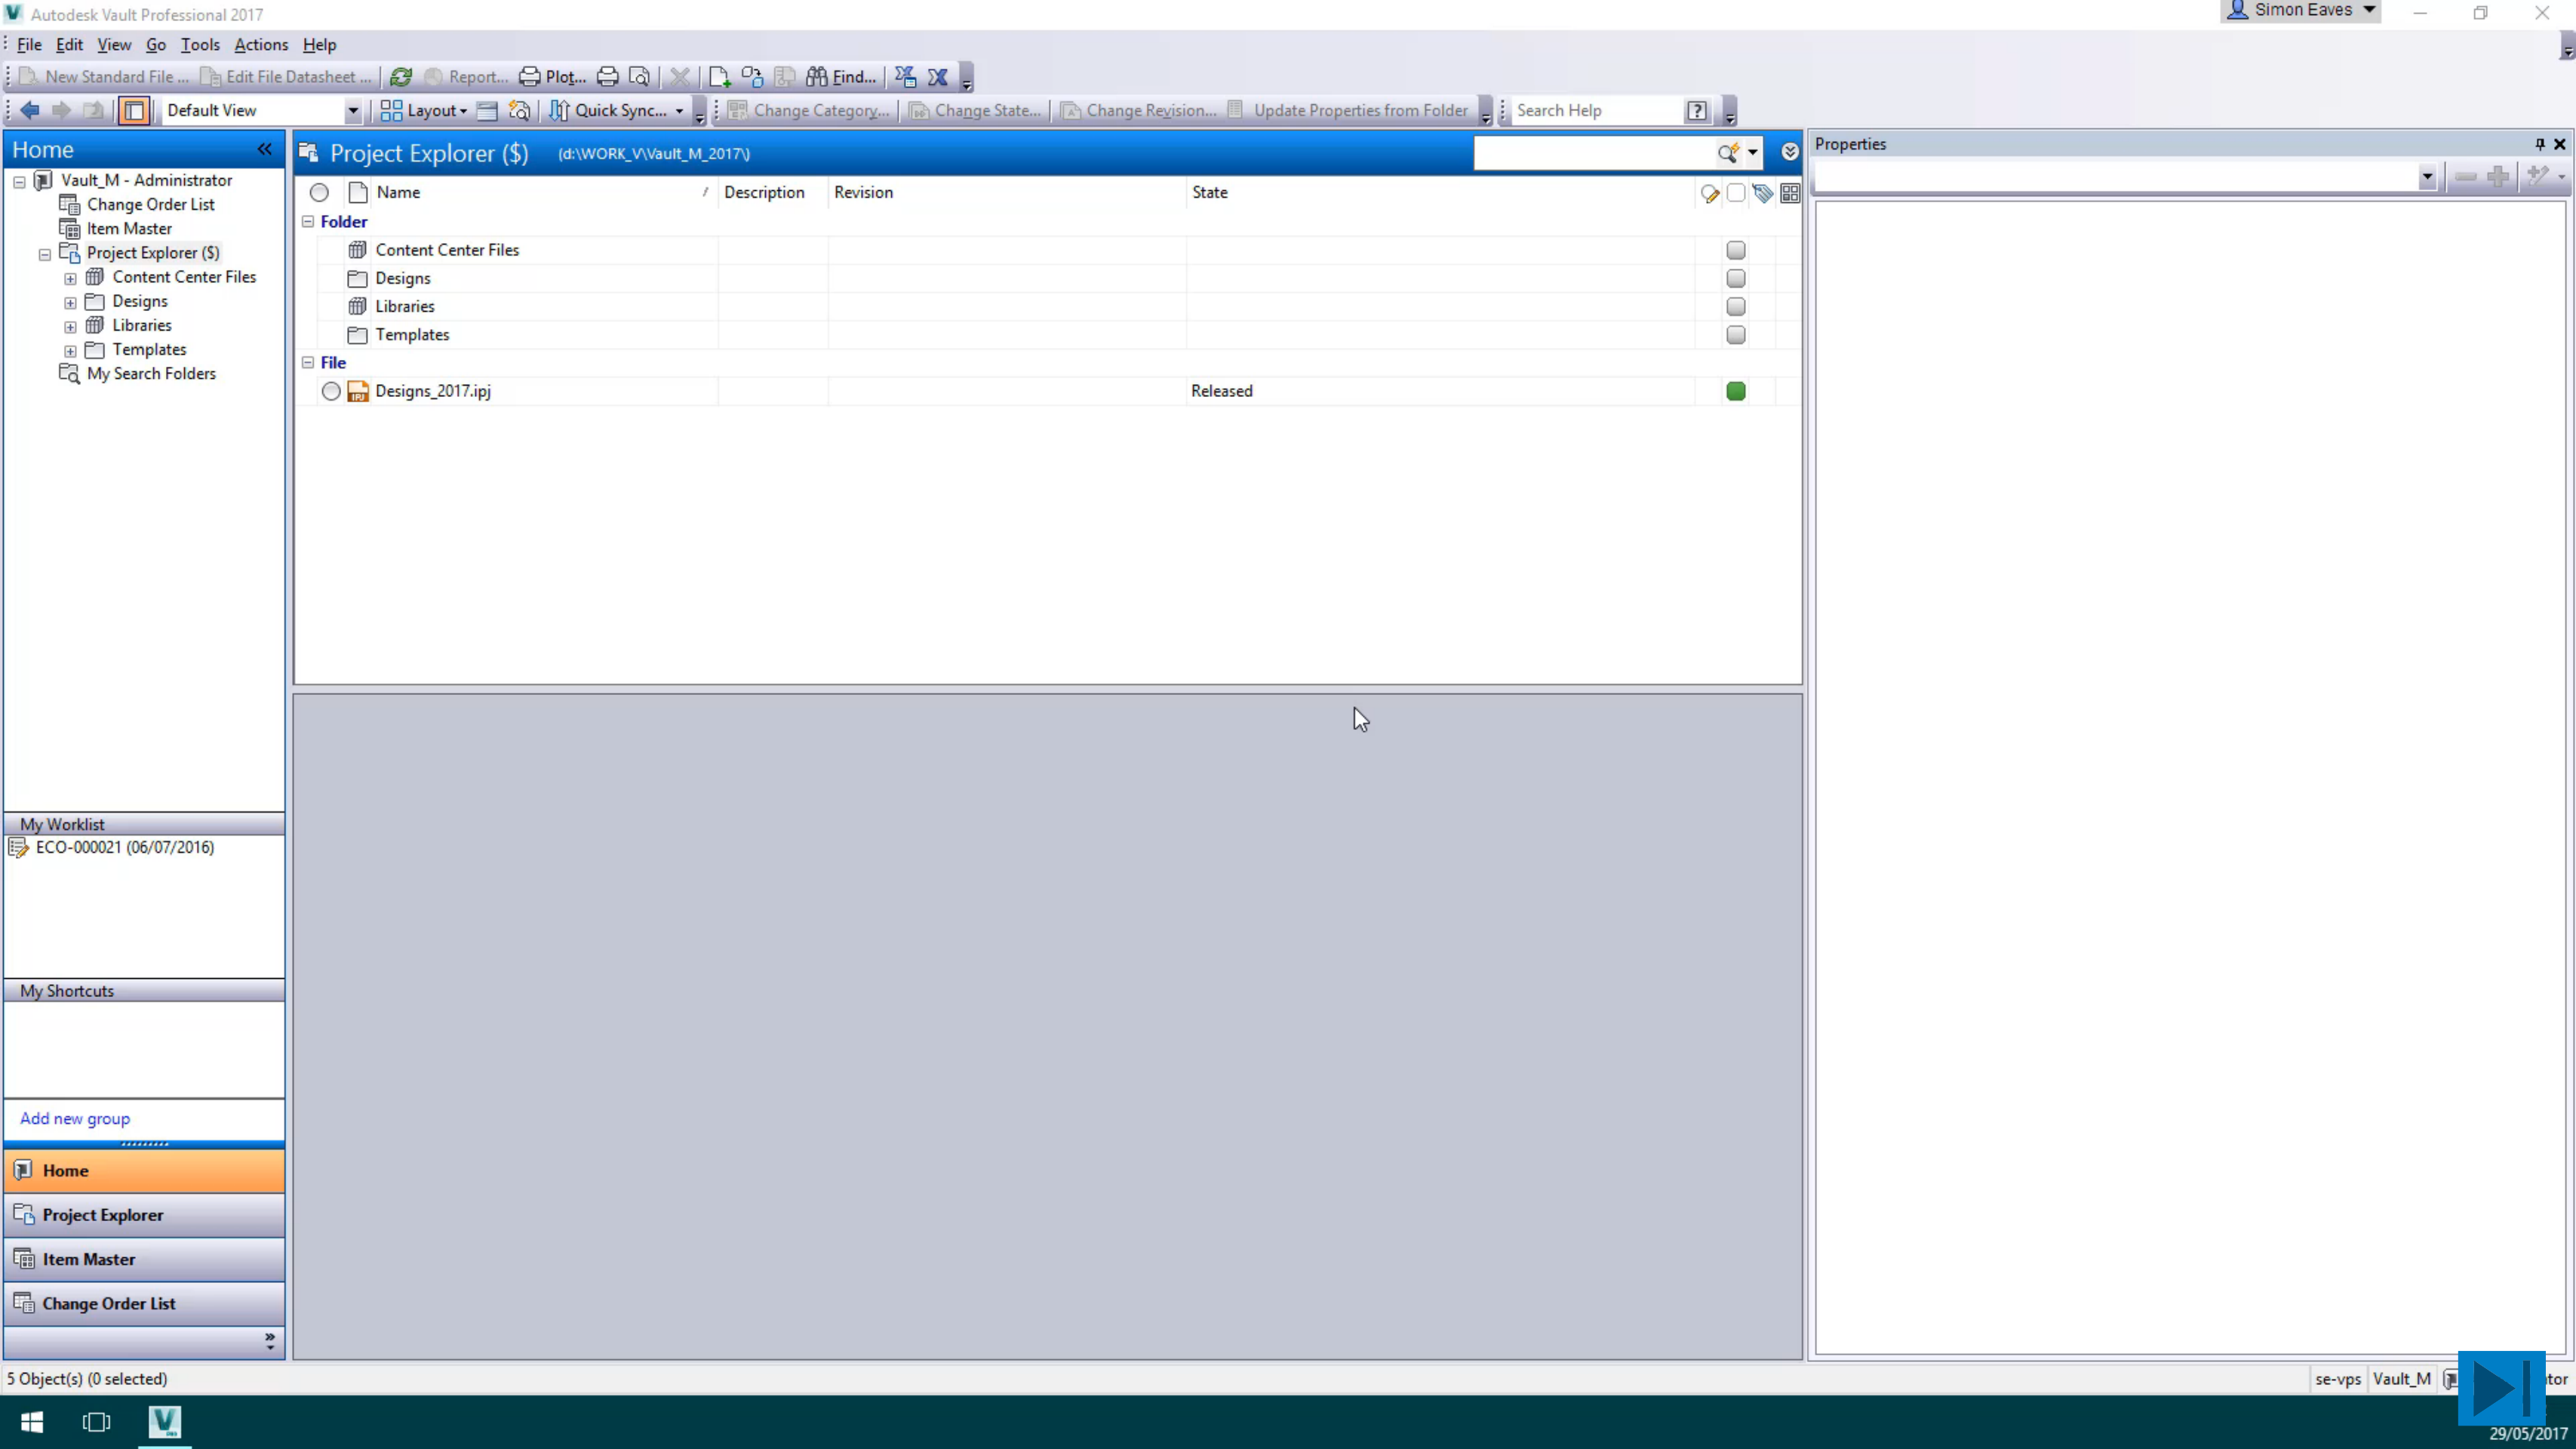 Autodesk Vault Professional 2017
Simon Eaves
File Edit View Go Tools Actions Help
New Standard File ... Edit File Datasheet ... Report... Plot... Find...
Default View Layout Quick Sync... Change Category... Change State... Change Revision... Update Properties from Folder Search Help
Home
Vault_M - Administrator
Change Order List
Item Master
Project Explorer ($)
Content Center Files
Designs
Libraries
Templates
My Search Folders
My Worklist
ECO-000021 (06/07/2016)
My Shortcuts
Add new group
Home
Project Explorer
Item Master
Change Order List
Project Explorer ($) (d:\WORK_V\Vault_M_2017\)
Name Description Revision State
Folder
Content Center Files
Designs
Libraries
Templates
File
Designs_2017.ipj Released
Properties
5 Object(s) (0 selected)
se-vps Vault_M tor
29/05/2017